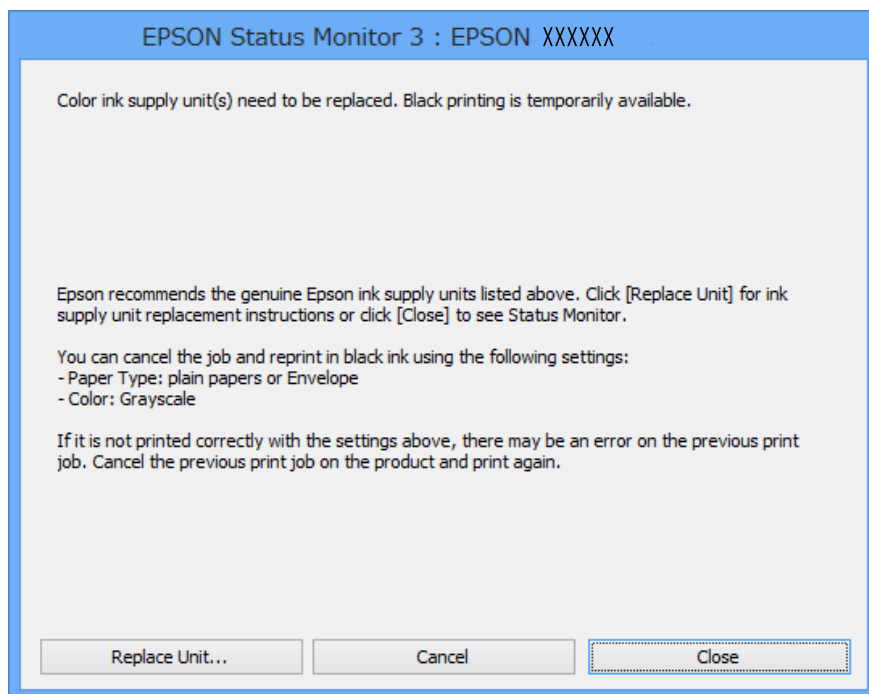 EPSON Status Monitor 3 : EPSON XXXXXX
Color ink supply unit(s) need to be replaced. Black printing is temporarily available.
Epson recommends the genuine Epson ink supply units listed above. Click [Replace Unit] for ink
supply unit replacement instructions or click [Close] to see Status Monitor.
You can cancel the job and reprint in black ink using the following settings:
- Paper Type: plain papers or Envelope
- Color: Grayscale
If it is not printed correctly with the settings above, there may be an error on the previous print
job. Cancel the previous print job on the product and print again.
Replace Unit...
Cancel
Close